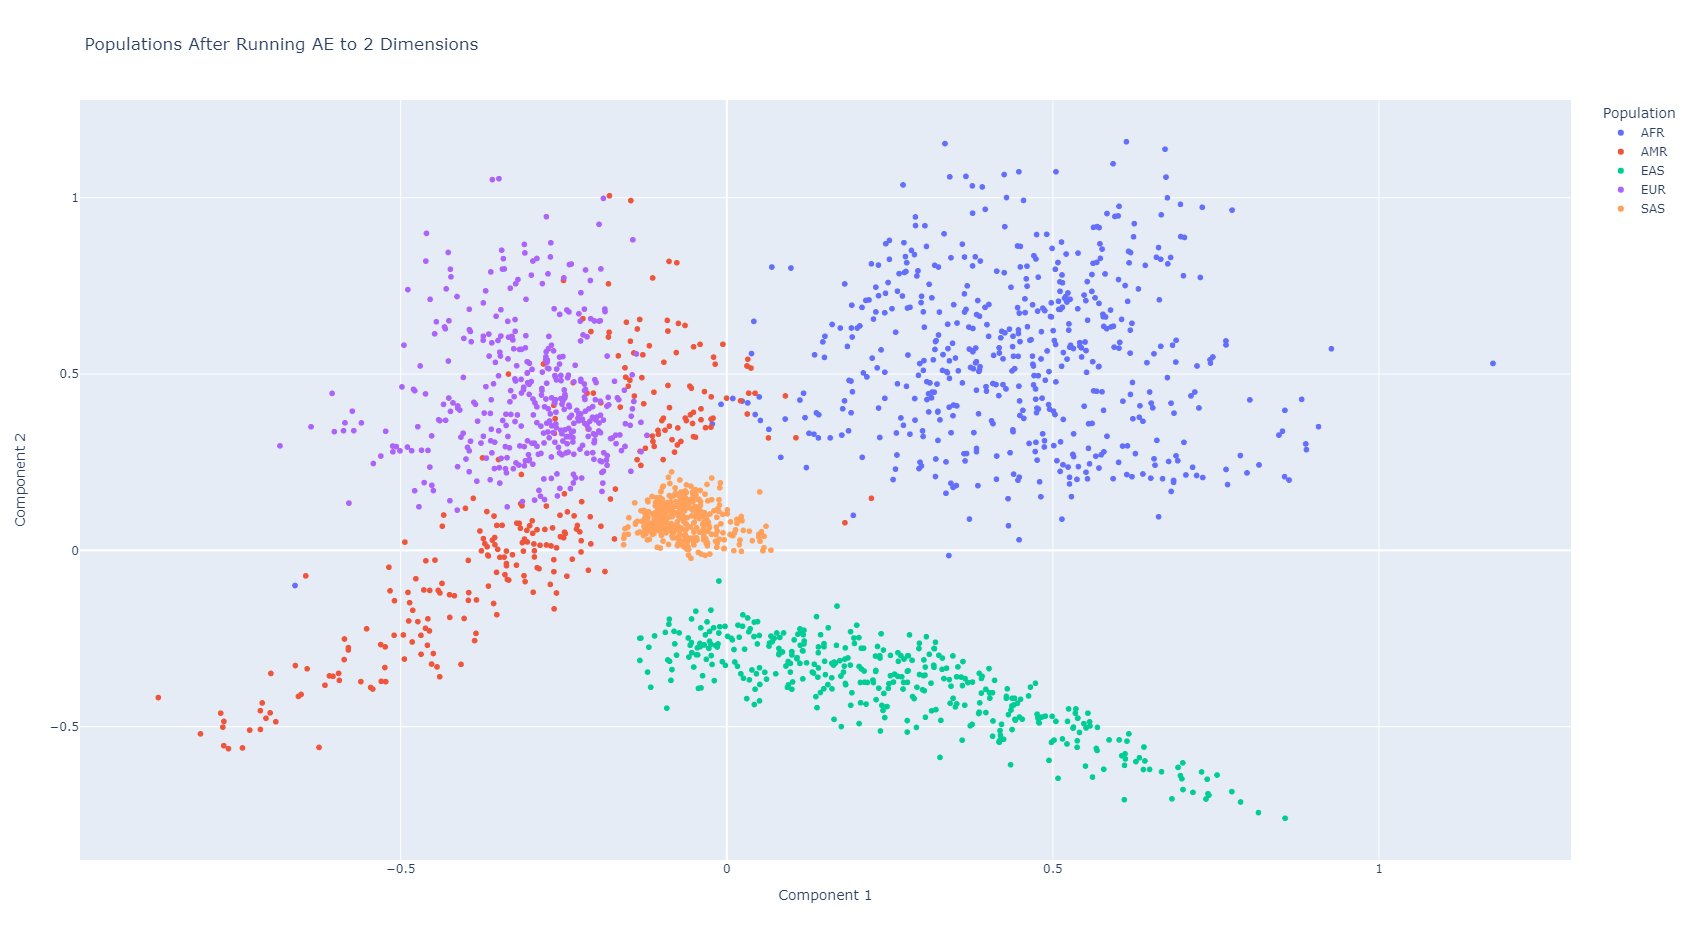 Populations After Running AE to 2 Dimensions
Population
AFR
AMR
EAS
EUR
SAS
1
0.5
0
−0.5
Component 2
−0.5
0
0.5
1
Component 1